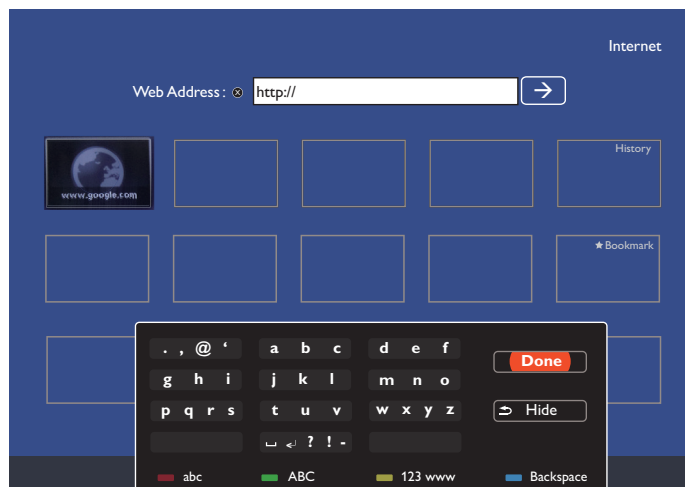 Internet
Web Address : http://
www.google.com
History
★ Bookmark
. , @ ‘ a b c d e f
Done
g h i j k l m n o
p q r s t u v w x y z
Hide
␣ ↵ ? ! -
abc ABC 123 www Backspace